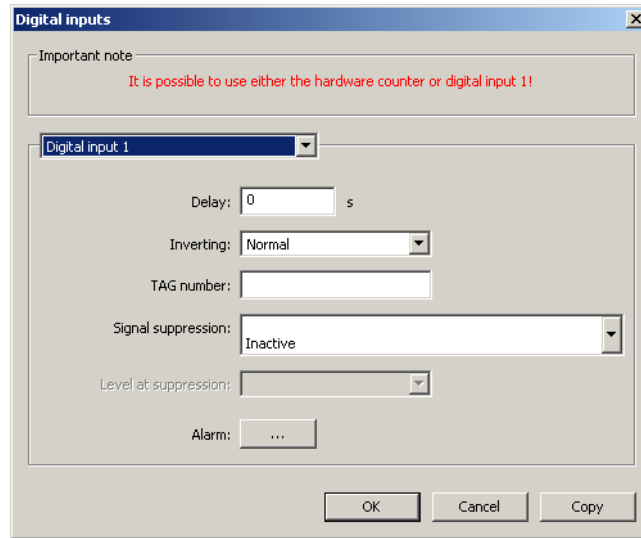 Digital inputs
Important note
It is possible to use either the hardware counter or digital input 1!
Digital input 1
Delay: 0 s
Inverting: Normal
TAG number:
Signal suppression:
Inactive
Level at suppression:
Alarm: ...
OK Cancel Copy